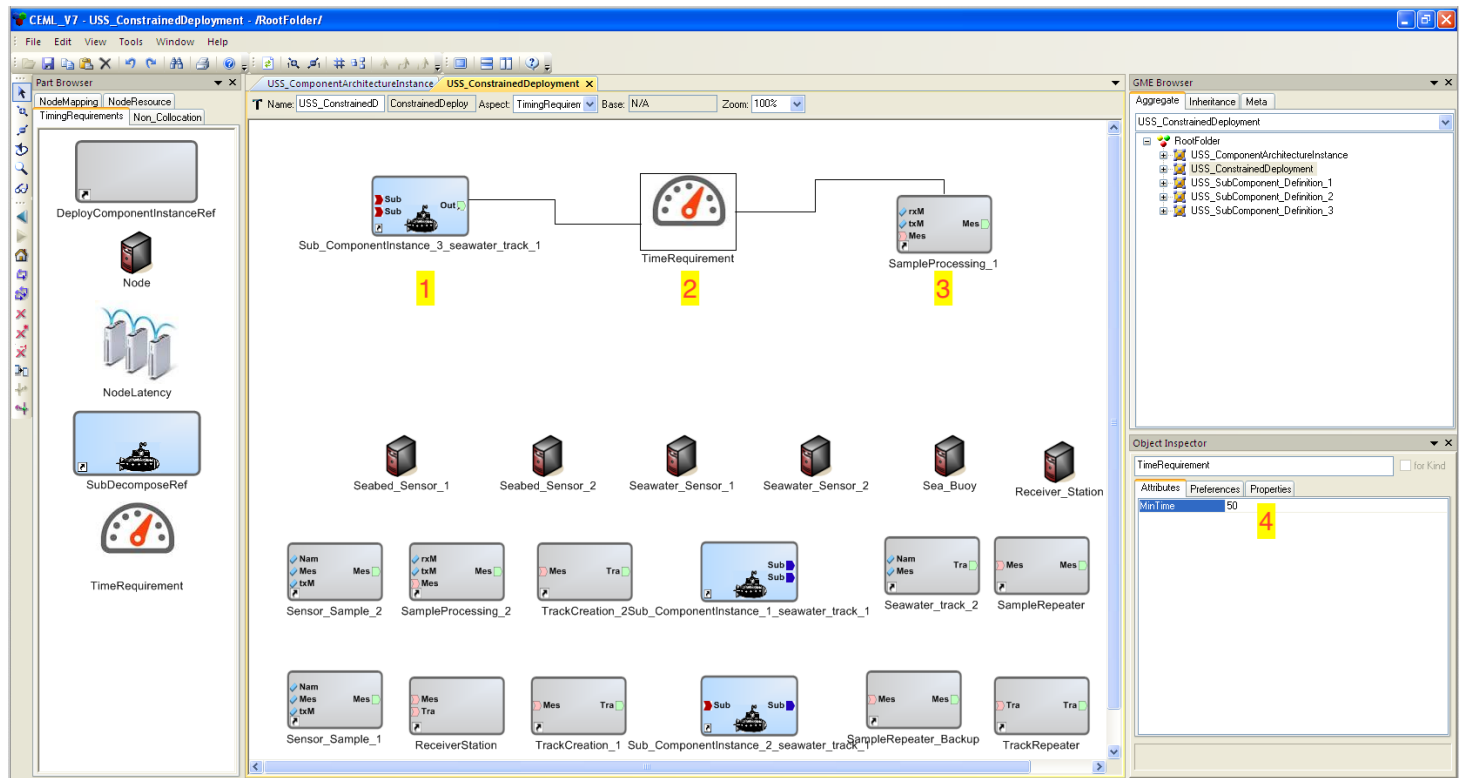 CEML_V7 - USS_ConstrainedDeployment - /RootFolder/
File Edit View Tools Window Help
Part Browser
NodeMapping NodeResource
TimingRequirements Non_Collocation
DeployComponentInstanceRef
Node
NodeLatency
SubDecomposeRef
TimeRequirement
USS_ComponentArchitectureInstance USS_ConstrainedDeployment
Name: USS_ConstrainedD ConstrainedDeploy Aspect: TimingRequiren Base: N/A Zoom: 100%
Sub
Sub
Out
Sub_ComponentInstance_3_seawater_track_1
TimeRequirement
rxM
txM Mes
Mes
SampleProcessing_1
1 2 3
Seabed_Sensor_1 Seabed_Sensor_2 Seawater_Sensor_1 Seawater_Sensor_2 Sea_Buoy Receiver_Station
Nam
Mes Mes
txM
Sensor_Sample_2
rxM
txM Mes
Mes
SampleProcessing_2
Mes Tra
TrackCreation_2
Sub
Sub
Sub_ComponentInstance_1_seawater_track_1
Nam
Mes Tra
Seawater_track_2
Mes Mes
SampleRepeater
Nam
Mes Mes
txM
Sensor_Sample_1
Mes
Tra
ReceiverStation
Mes Tra
TrackCreation_1
Sub Sub
Sub_ComponentInstance_2_seawater_track_1
Mes Mes
SampleRepeater_Backup
Tra Tra
TrackRepeater
GME Browser
Aggregate Inheritance Meta
USS_ConstrainedDeployment
RootFolder
USS_ComponentArchitectureInstance
USS_ConstrainedDeployment
USS_SubComponent_Definition_1
USS_SubComponent_Definition_2
USS_SubComponent_Definition_3
Object Inspector
TimeRequirement for Kind
Attributes Preferences Properties
MinTime 50
4